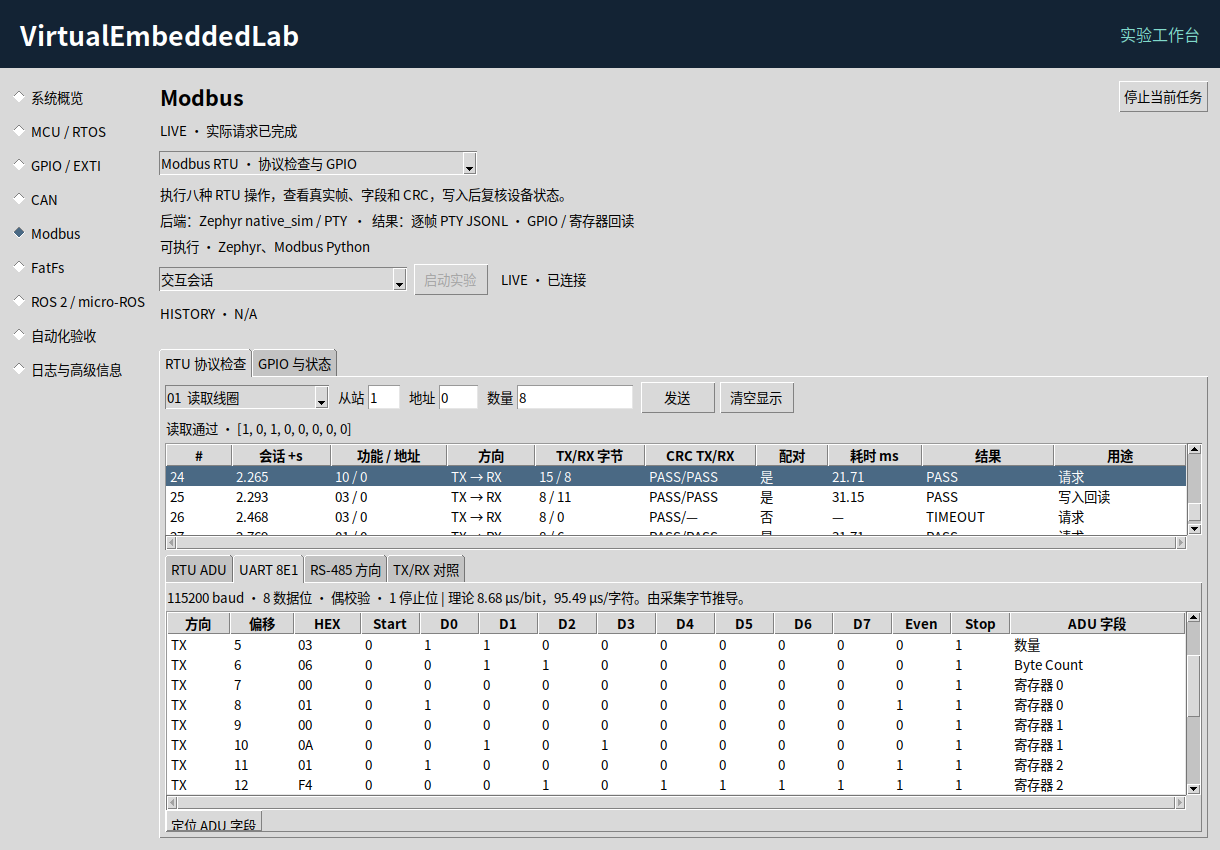 VirtualEmbeddedLab
实验工作台
系统概览
MCU / RTOS
GPIO / EXTI
CAN
Modbus
FatFs
ROS 2 / micro-ROS
自动化验收
日志与高级信息
Modbus
停止当前任务
LIVE · 实际请求已完成
Modbus RTU · 协议检查与 GPIO
执行八种 RTU 操作，查看真实帧、字段和 CRC，写入后复核设备状态。
后端：Zephyr native_sim / PTY · 结果：逐帧 PTY JSONL · GPIO / 寄存器回读
可执行 · Zephyr、Modbus Python
交互会话 启动实验 LIVE · 已连接
HISTORY · N/A
RTU 协议检查 GPIO 与状态
01 读取线圈 从站 1 地址 0 数量 8 发送 清空显示
读取通过 · [1, 0, 1, 0, 0, 0, 0, 0]
# 会话 +s 功能 / 地址 方向 TX/RX 字节 CRC TX/RX 配对 耗时 ms 结果 用途
24 2.265 10 / 0 TX → RX 15 / 8 PASS/PASS 是 21.71 PASS 请求
25 2.293 03 / 0 TX → RX 8 / 11 PASS/PASS 是 31.15 PASS 写入回读
26 2.468 03 / 0 TX → RX 8 / 0 PASS/— 否 — TIMEOUT 请求
RTU ADU UART 8E1 RS-485 方向 TX/RX 对照
115200 baud · 8 数据位 · 偶校验 · 1 停止位 | 理论 8.68 µs/bit，95.49 µs/字符。由采集字节推导。
方向 偏移 HEX Start D0 D1 D2 D3 D4 D5 D6 D7 Even Stop ADU 字段
TX 5 03 0 1 1 0 0 0 0 0 0 0 1 数量
TX 6 06 0 0 1 1 0 0 0 0 0 0 1 Byte Count
TX 7 00 0 0 0 0 0 0 0 0 0 0 1 寄存器 0
TX 8 01 0 1 0 0 0 0 0 0 0 1 1 寄存器 0
TX 9 00 0 0 0 0 0 0 0 0 0 0 1 寄存器 1
TX 10 0A 0 0 1 0 1 0 0 0 0 0 1 寄存器 1
TX 11 01 0 1 0 0 0 0 0 0 0 1 1 寄存器 2
TX 12 F4 0 0 0 1 0 1 1 1 1 1 1 寄存器 2
定位 ADU 字段